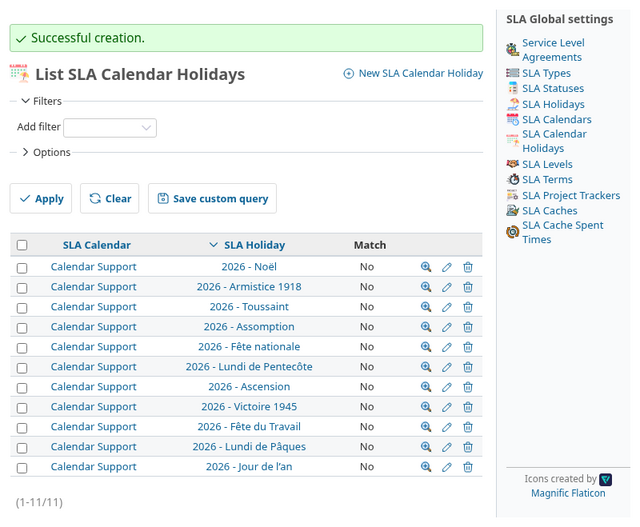 Successful creation.
List SLA Calendar Holidays
New SLA Calendar Holiday
Filters
Add filter
Options
Apply
Clear
Save custom query
SLA Calendar SLA Holiday Match
Calendar Support 2026 - Noël No
Calendar Support 2026 - Armistice 1918 No
Calendar Support 2026 - Toussaint No
Calendar Support 2026 - Assomption No
Calendar Support 2026 - Fête nationale No
Calendar Support 2026 - Lundi de Pentecôte No
Calendar Support 2026 - Ascension No
Calendar Support 2026 - Victoire 1945 No
Calendar Support 2026 - Fête du Travail No
Calendar Support 2026 - Lundi de Pâques No
Calendar Support 2026 - Jour de l'an No
(1-11/11)
SLA Global settings
Service Level
Agreements
SLA Types
SLA Statuses
SLA Holidays
SLA Calendars
SLA Calendar
Holidays
SLA Levels
SLA Terms
SLA Project Trackers
SLA Caches
SLA Cache Spent
Times
Icons created by
Magnific Flaticon